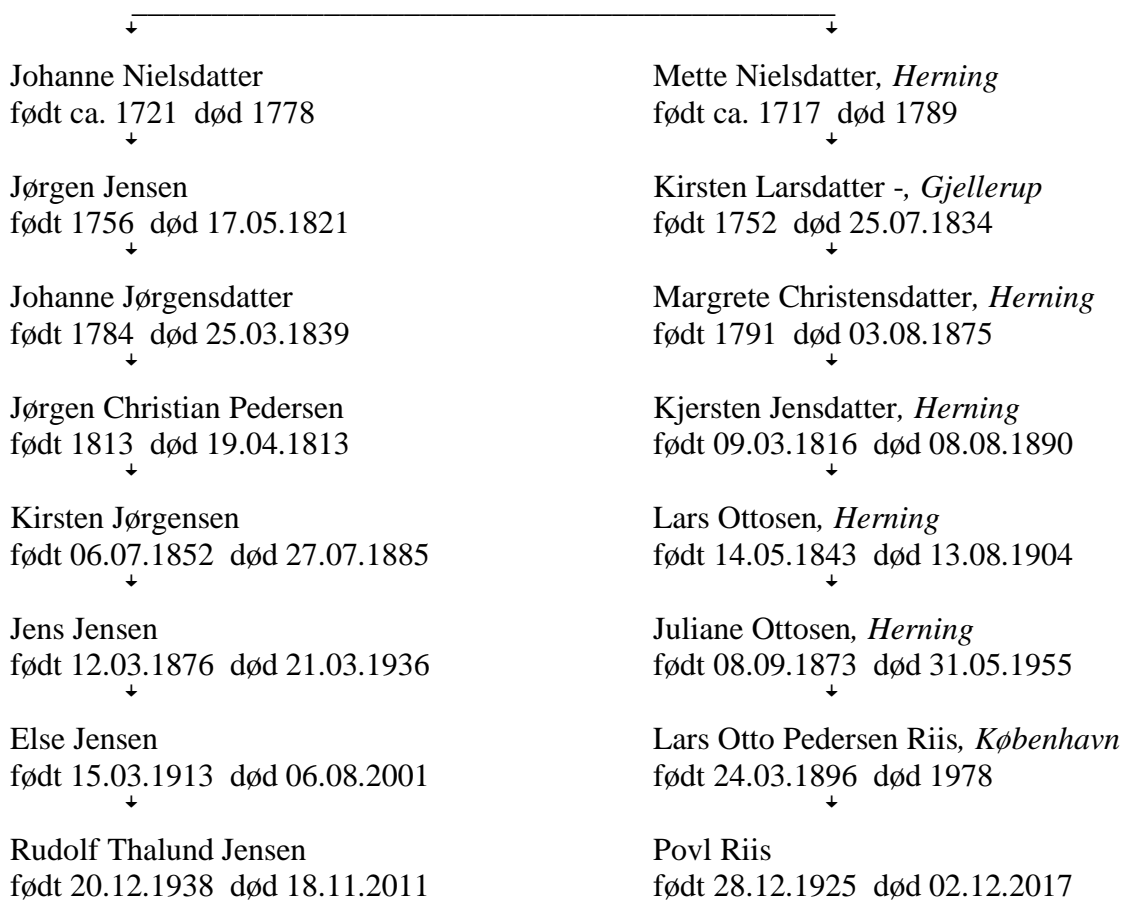 Johanne Nielsdatter
født ca. 1721  død 1778
Jørgen Jensen
født 1756  død 17.05.1821
Johanne Jørgensdatter
født 1784  død 25.03.1839
Jørgen Christian Pedersen
født 1813  død 19.04.1813
Kirsten Jørgensen
født 06.07.1852  død 27.07.1885
Jens Jensen
født 12.03.1876  død 21.03.1936
Else Jensen
født 15.03.1913  død 06.08.2001
Rudolf Thalund Jensen
født 20.12.1938  død 18.11.2011
Mette Nielsdatter, Herning
født ca. 1717  død 1789
Kirsten Larsdatter -, Gjellerup
født 1752  død 25.07.1834
Margrete Christensdatter, Herning
født 1791  død 03.08.1875
Kjersten Jensdatter, Herning
født 09.03.1816  død 08.08.1890
Lars Ottosen, Herning
født 14.05.1843  død 13.08.1904
Juliane Ottosen, Herning
født 08.09.1873  død 31.05.1955
Lars Otto Pedersen Riis, København
født 24.03.1896  død 1978
Povl Riis
født 28.12.1925  død 02.12.2017